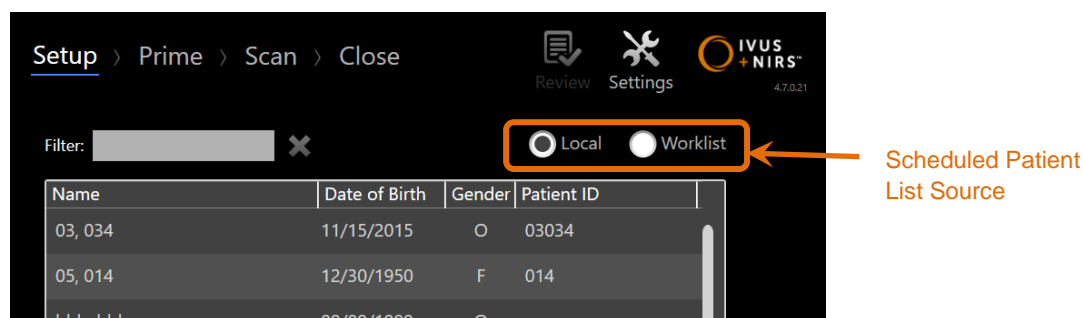 Setup > Prime > Scan > Close
Review Settings
IVUS
+NIRS™
4.7.0.21
Filter:
Local Worklist
Scheduled Patient
List Source
Name Date of Birth Gender Patient ID
03, 034 11/15/2015 O 03034
05, 014 12/30/1950 F 014